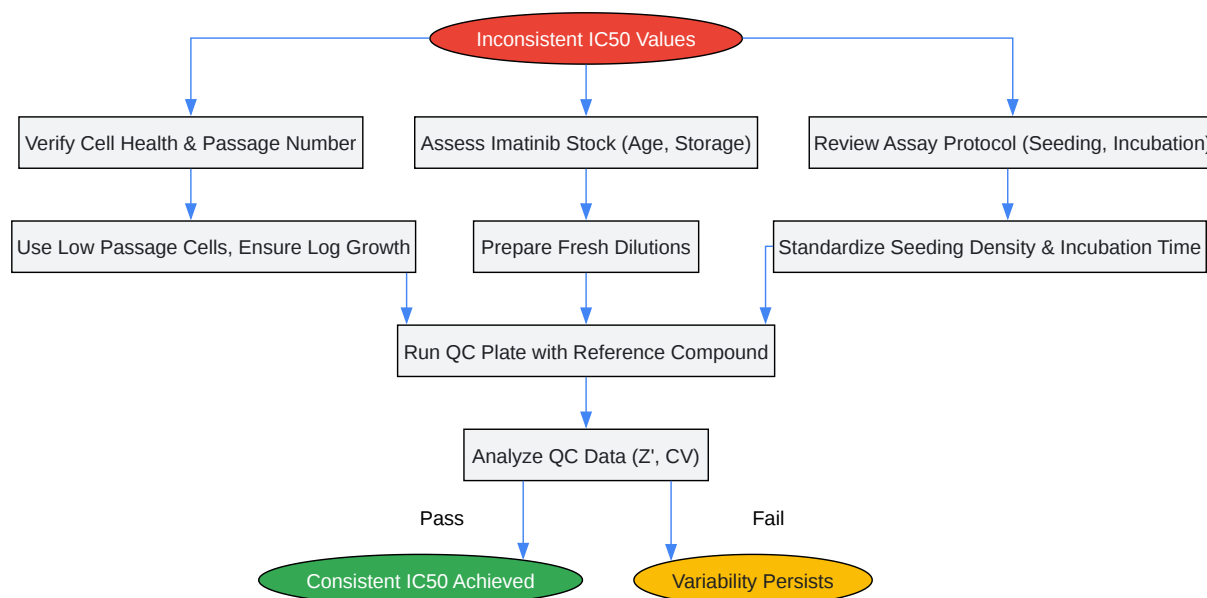 Inconsistent IC50 Values
Verify Cell Health & Passage Number
Assess Imatinib Stock (Age, Storage)
Review Assay Protocol (Seeding, Incubation)
Use Low Passage Cells, Ensure Log Growth
Prepare Fresh Dilutions
Standardize Seeding Density & Incubation Time
Run QC Plate with Reference Compound
Analyze QC Data (Z', CV)
Pass
Fail
Consistent IC50 Achieved
Variability Persists